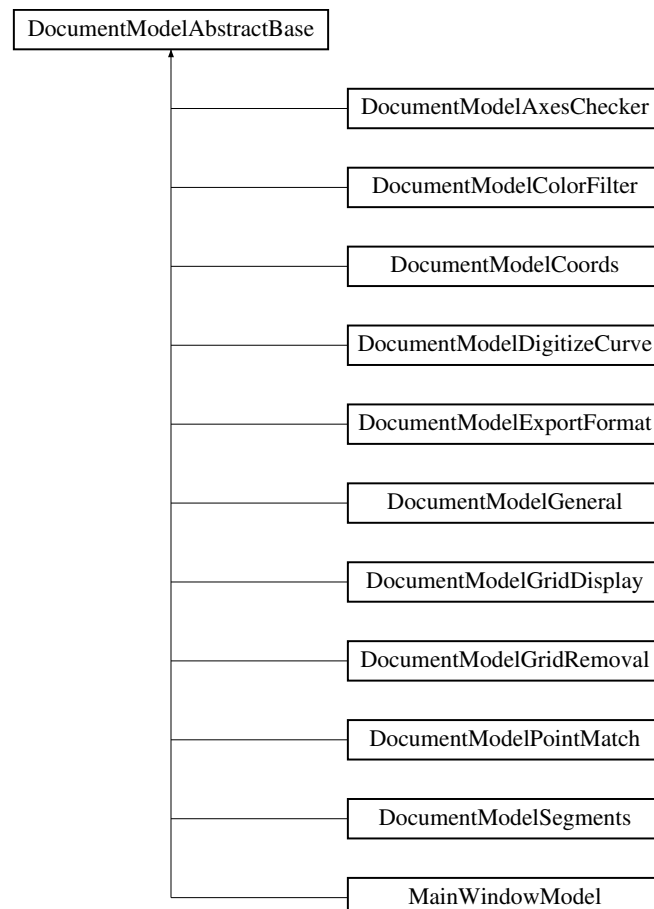 DocumentModelAbstractBase
DocumentModelAxesChecker
DocumentModelColorFilter
DocumentModelCoords
DocumentModelDigitizeCurve
DocumentModelExportFormat
DocumentModelGeneral
DocumentModelGridDisplay
DocumentModelGridRemoval
DocumentModelPointMatch
DocumentModelSegments
MainWindowModel